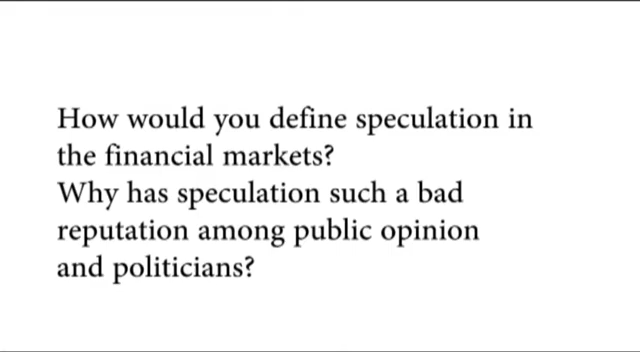 How would you define speculation in
the financial markets?
Why has speculation such a bad
reputation among public opinion
and politicians?